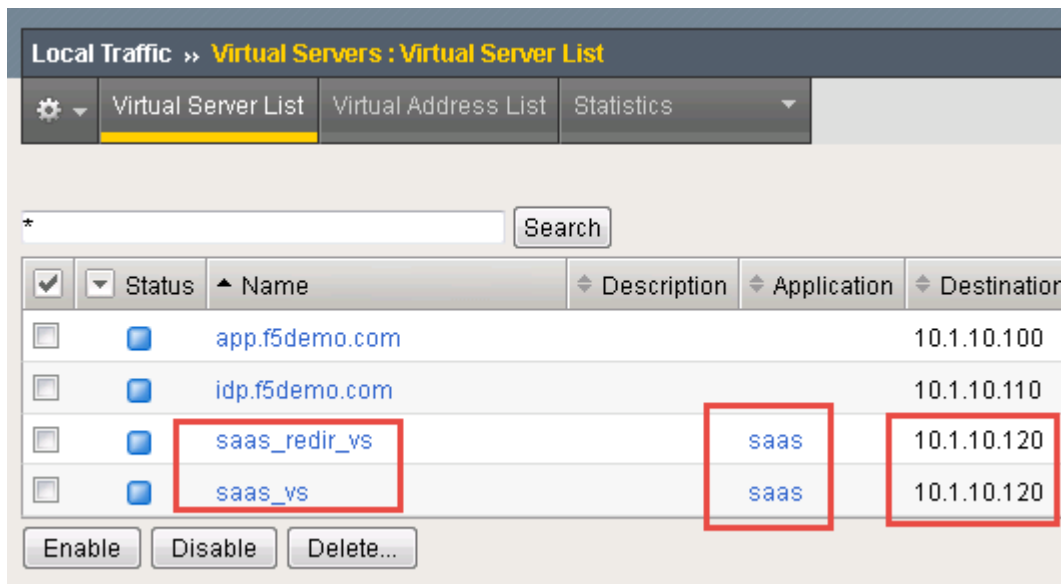 Local Traffic » Virtual Servers : Virtual Server List
Virtual Server List Virtual Address List Statistics
* Search
Status Name Description Application Destination
app.f5demo.com 10.1.10.100
idp.f5demo.com 10.1.10.110
saas_redir_vs saas 10.1.10.120
saas_vs saas 10.1.10.120
Enable Disable Delete...